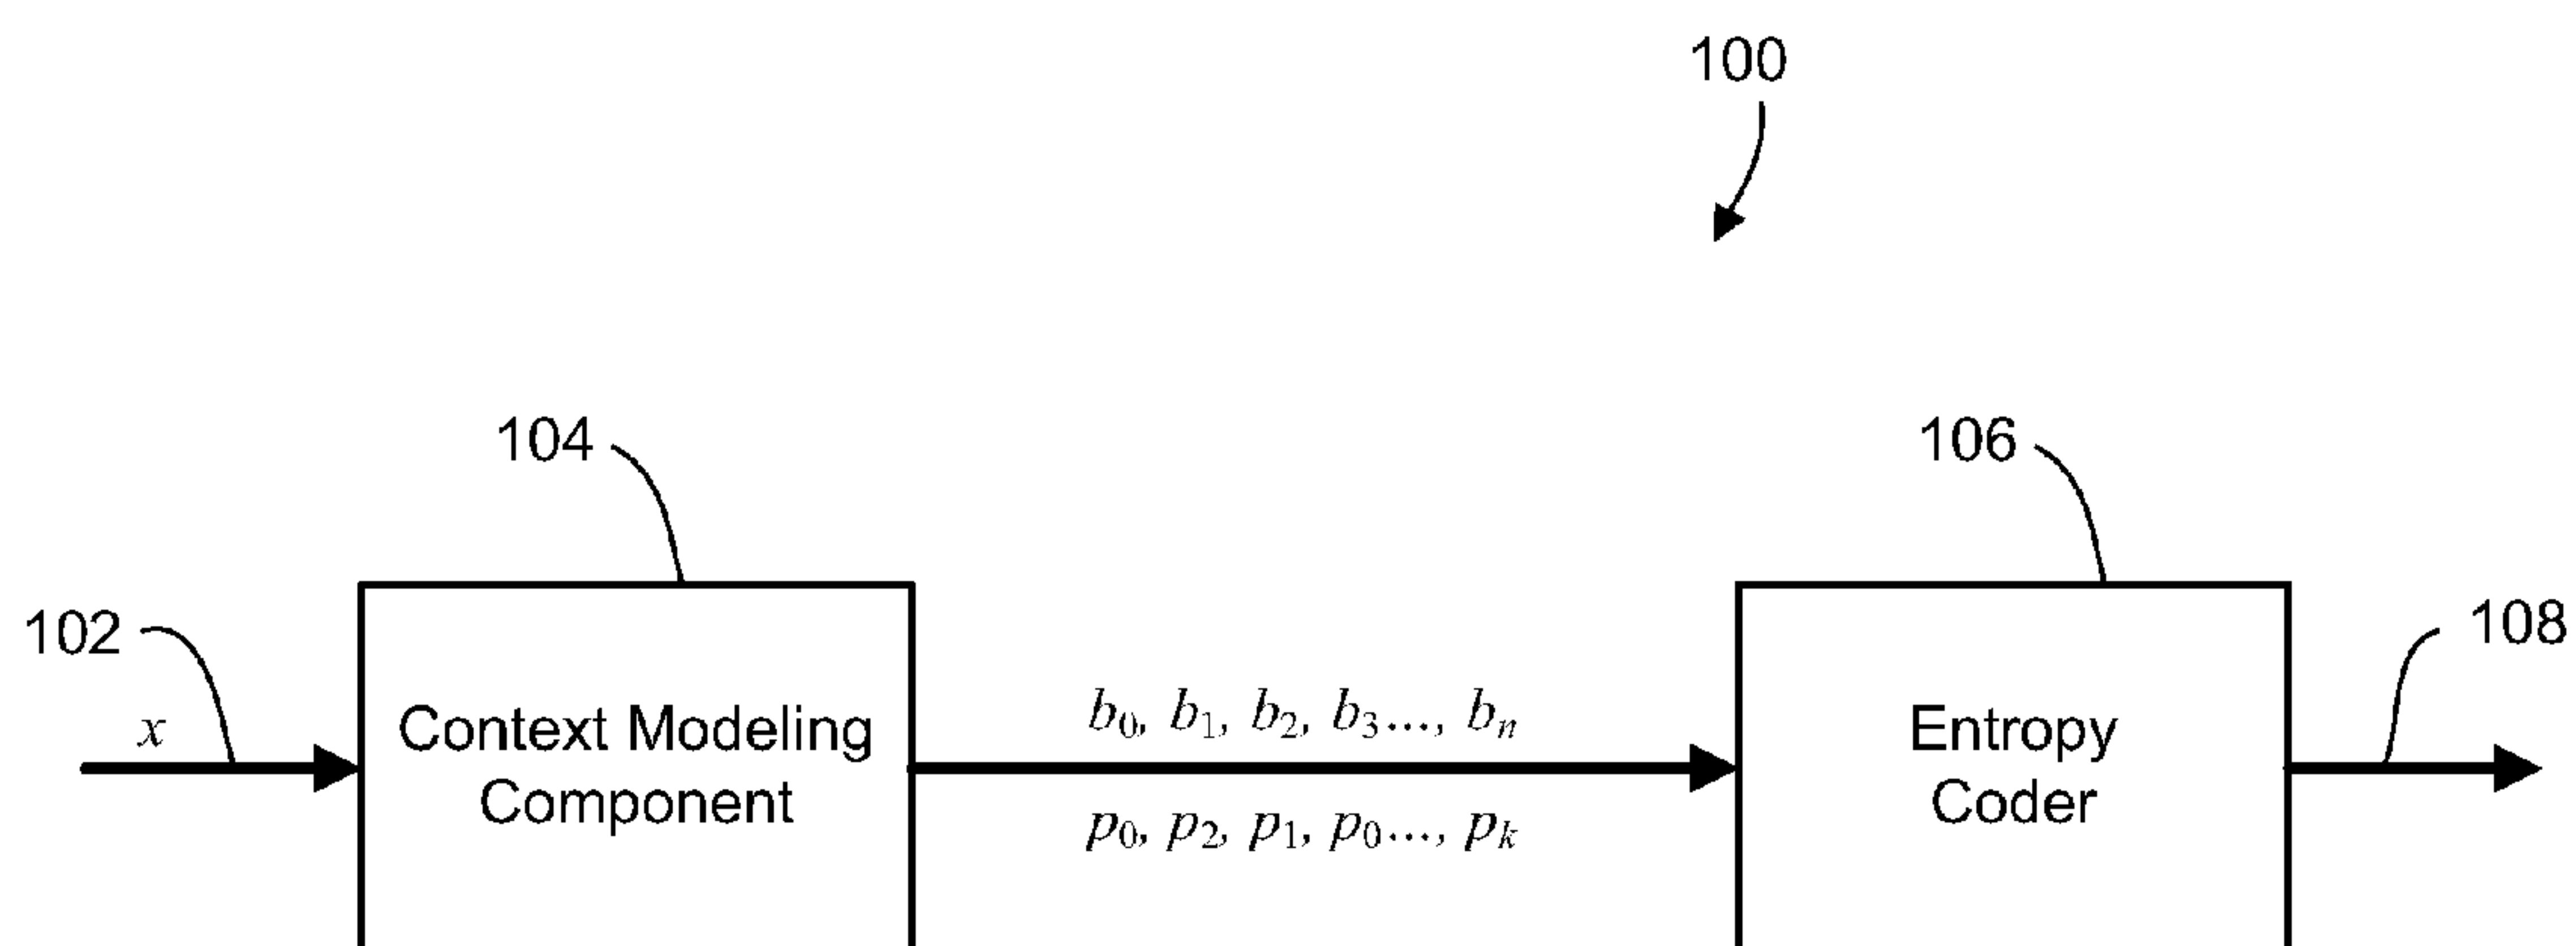 100
104
106
102
108
x
Context Modeling
Component
b₀, b₁, b₂, b₃..., bₙ
p₀, p₂, p₁, p₀..., pₖ
Entropy
Coder